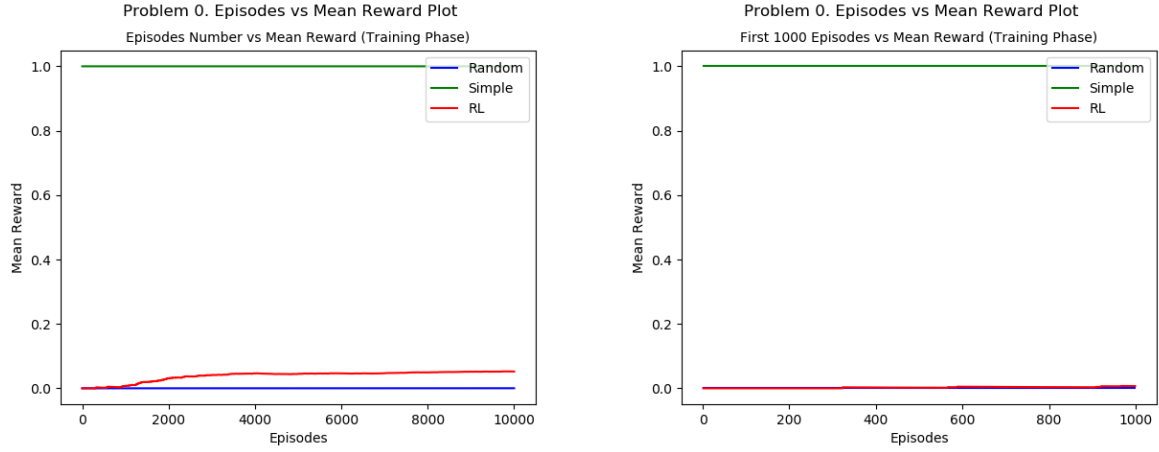 Problem 0. Episodes vs Mean Reward Plot
Episodes Number vs Mean Reward (Training Phase)
1.0
0.8
0.6
0.4
0.2
0.0
Mean Reward
Random
Simple
RL
0
2000
4000
6000
8000
10000
Episodes
Problem 0. Episodes vs Mean Reward Plot
First 1000 Episodes vs Mean Reward (Training Phase)
1.0
0.8
0.6
0.4
0.2
0.0
Mean Reward
Random
Simple
RL
0
200
400
600
800
1000
Episodes